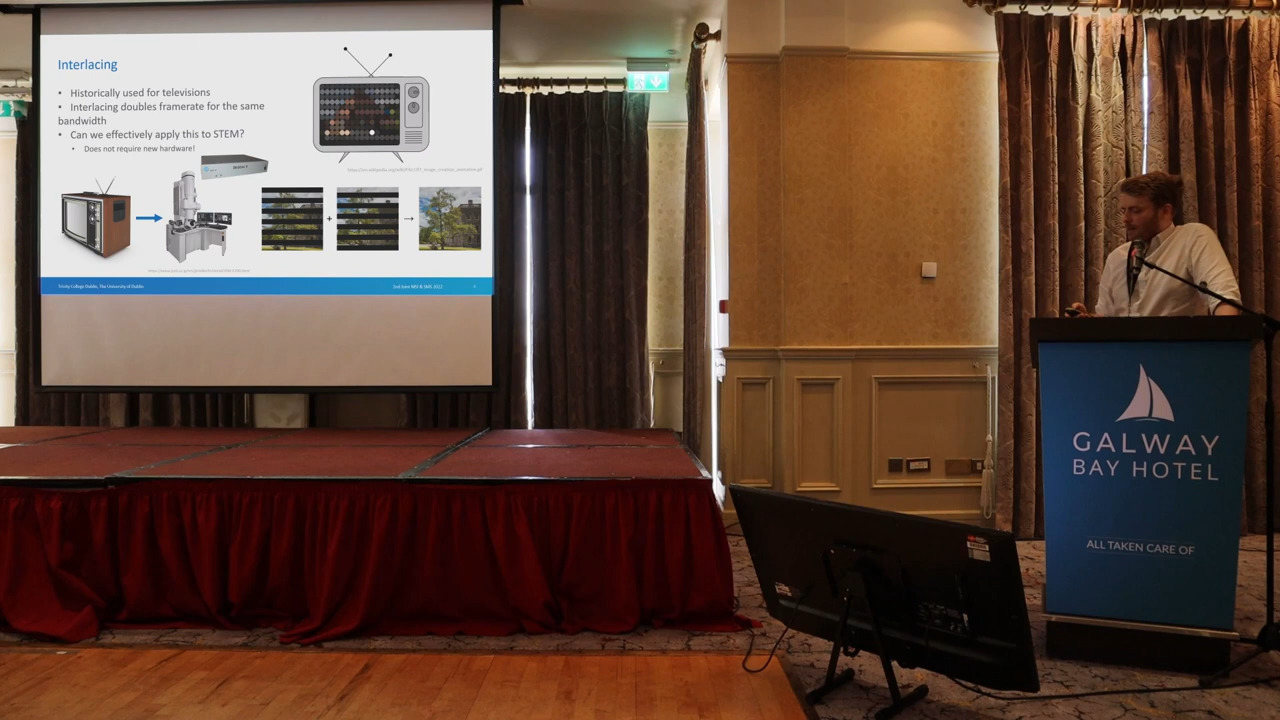 Interlacing
• Historically used for televisions
• Interlacing doubles framerate for the same
bandwidth
• Can we effectively apply this to STEM?
• Does not require new hardware!
+
→
Trinity College Dublin, The University of Dublin
GALWAY
BAY HOTEL
ALL TAKEN CARE OF